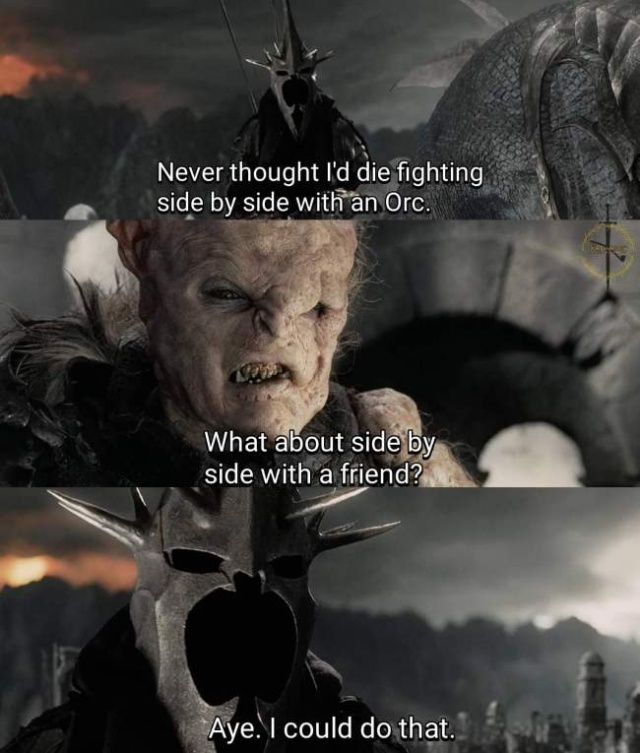 Never thought I'd die fighting
side by side with an Orc.
What about side by
side with a friend?
Aye. I could do that.